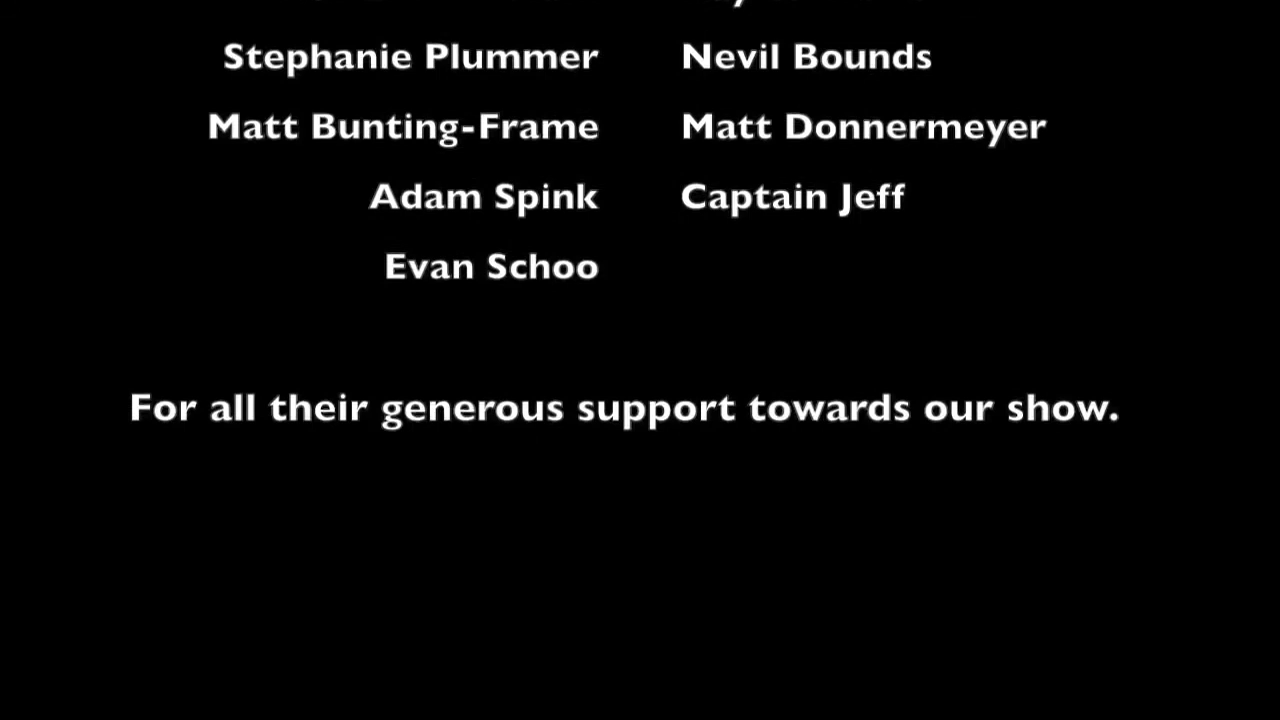 Stephanie Plummer Nevil Bounds
Matt Bunting-Frame Matt Donnermeyer
Adam Spink Captain Jeff
Evan Schoo
For all their generous support towards our show.